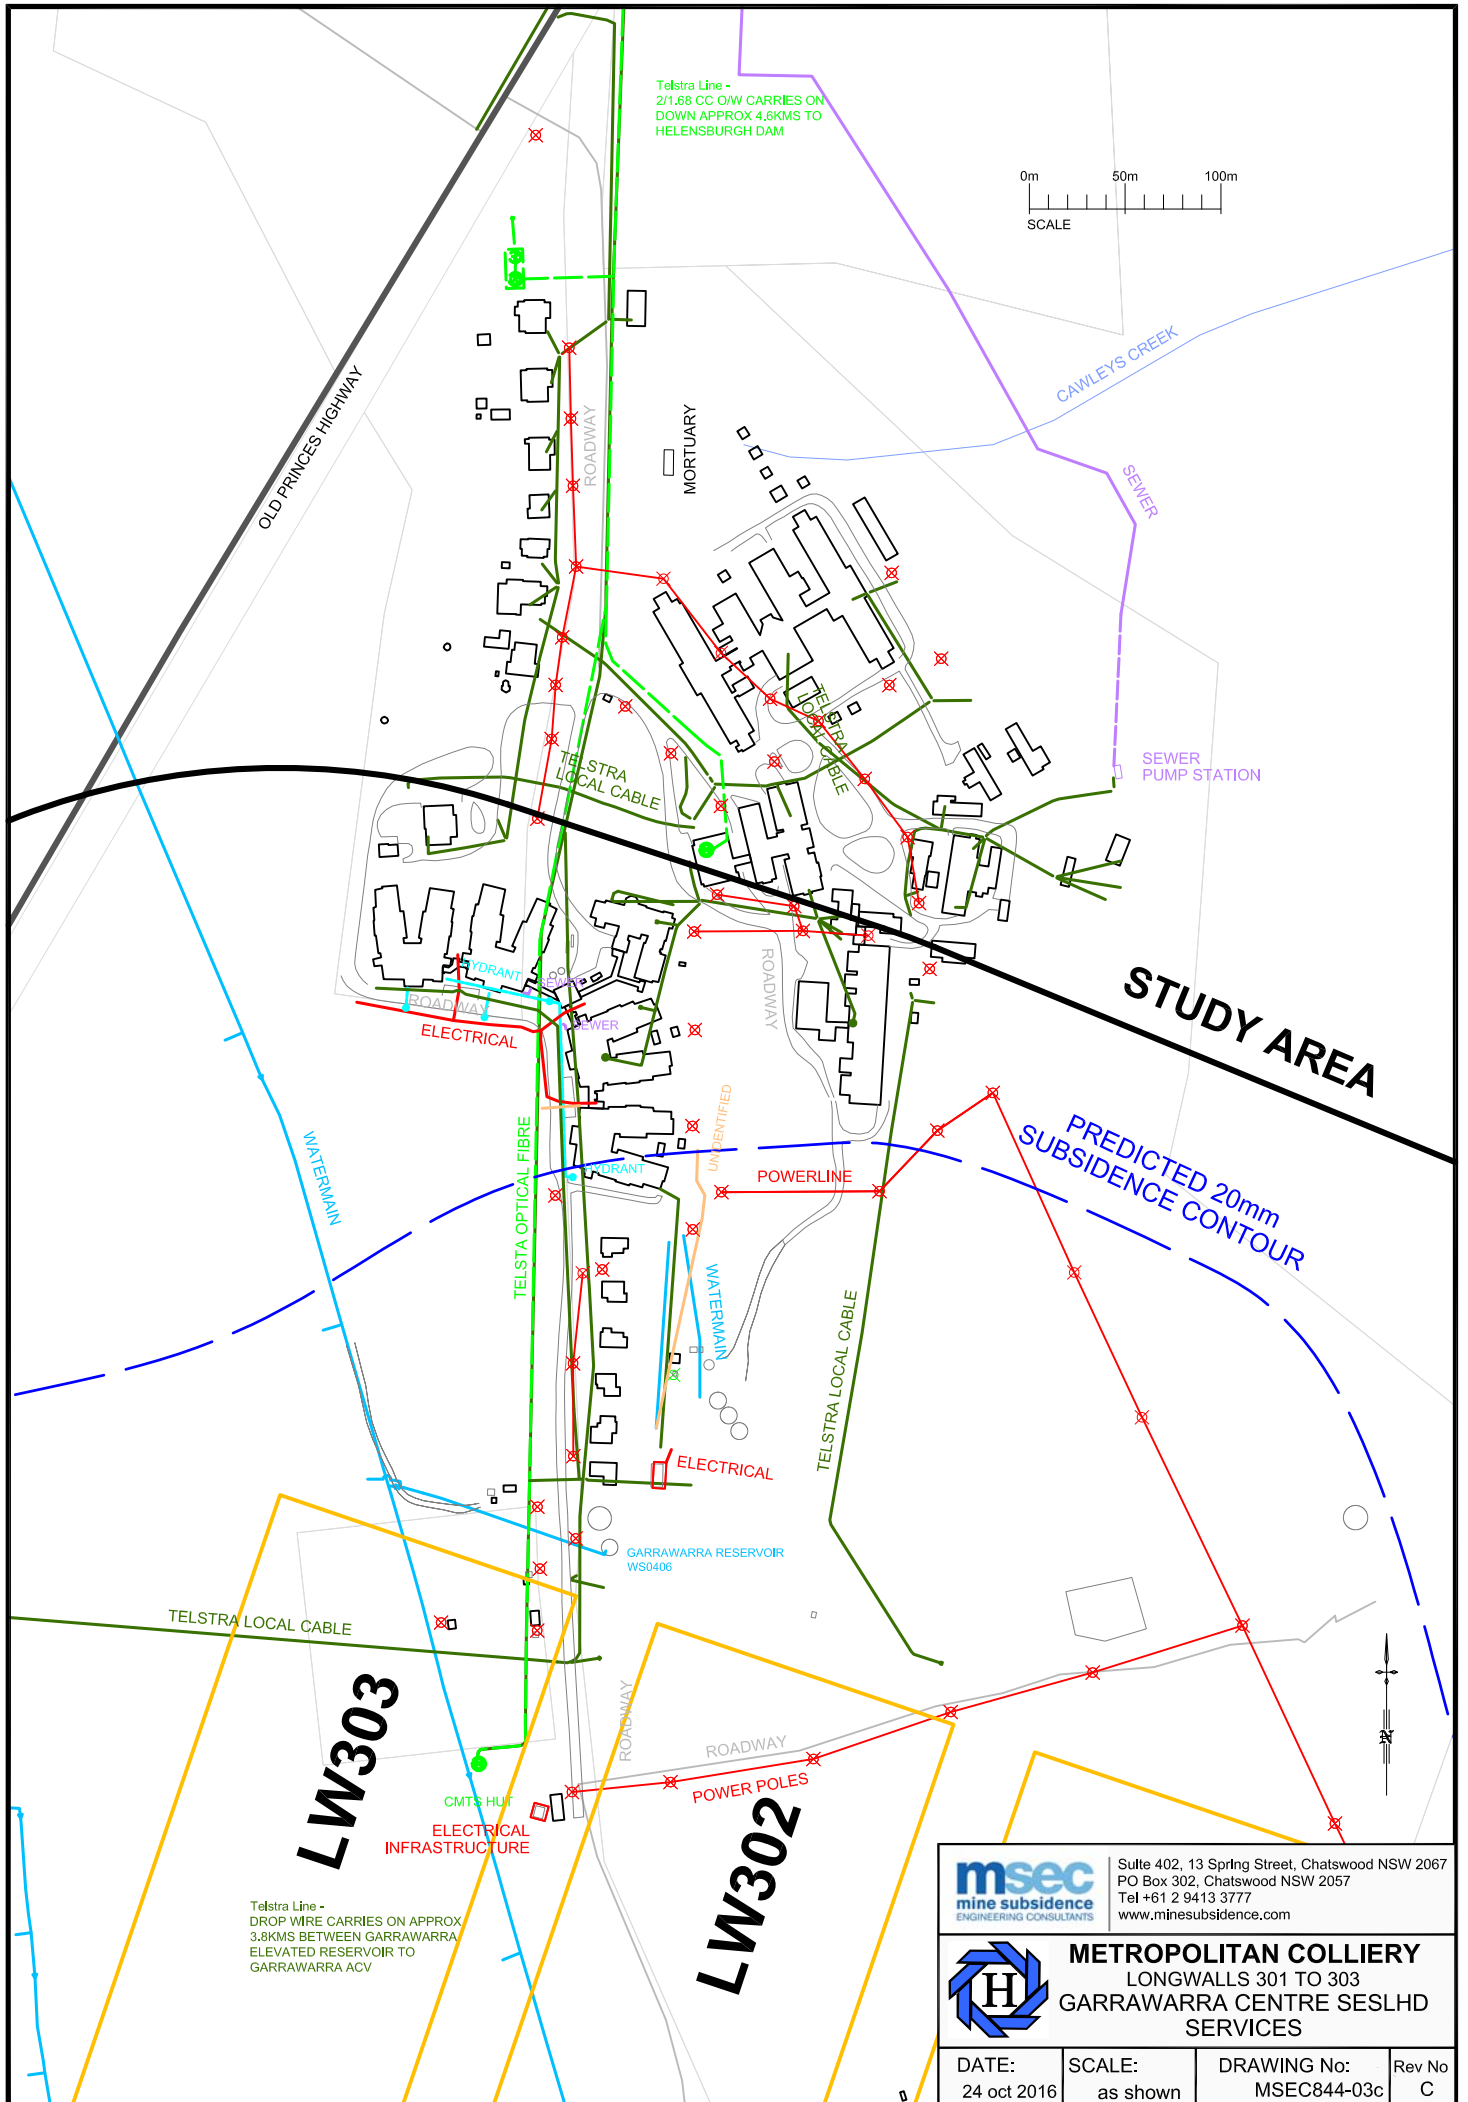 Telstra Line -
2/1.68 CC O/W CARRIES ON
DOWN APPROX 4,6KMS TO
HELENSBURGH DAM
0m 50m 100m
SCALE
CAWLEYS CREEK
OLD PRINCES HIGHWAY
ROADWAY
MORTUARY
SEWER
SEWER
PUMP STATION
TELSTRA
LOCAL CABLE
TELSTRA
LOCAL CABLE
HYDRANT
SEWER
ROADWAY
SEWER
ELECTRICAL
ROADWAY
STUDY AREA
WATERMAIN
TELSTA OPTICAL FIBRE
UNIDENTIFIED
HYDRANT
POWERLINE
PREDICTED 20mm
SUBSIDENCE CONTOUR
WATERMAIN
TELSTRA LOCAL CABLE
ELECTRICAL
GARRAWARRA RESERVOIR
WS0406
TELSTRA LOCAL CABLE
LW303
ROADWAY
ROADWAY
POWER POLES
N
CMTS HUT
ELECTRICAL
INFRASTRUCTURE
LW302
Telstra Line -
DROP WIRE CARRIES ON APPROX
3.8KMS BETWEEN GARRAWARRA
ELEVATED RESERVOIR TO
GARRAWARRA ACV
msec
mine subsidence
ENGINEERING CONSULTANTS
Suite 402, 13 Spring Street, Chatswood NSW 2067
PO Box 302, Chatswood NSW 2057
Tel +61 2 9413 3777
www.minesubsidence.com
H
METROPOLITAN COLLIERY
LONGWALLS 301 TO 303
GARRAWARRA CENTRE SESLHD
SERVICES
DATE:
24 oct 2016
SCALE:
as shown
DRAWING No:
MSEC844-03c
Rev No
C